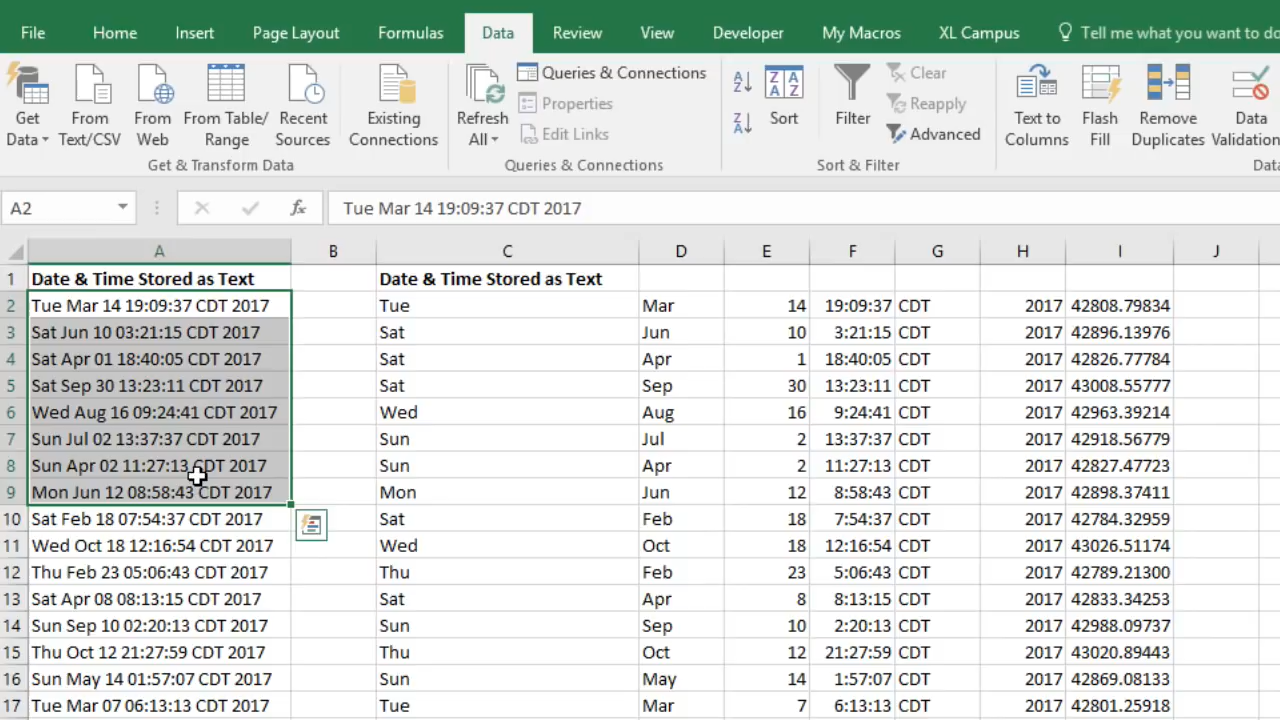 File Home Insert Page Layout Formulas Data Review View Developer My Macros XL Campus Tell me what you want to do
Get Data From Text/CSV From Web From Table/ Range Recent Sources Existing Connections Refresh All Queries & Connections Properties Edit Links Sort Filter Clear Reapply Advanced Text to Columns Flash Fill Remove Duplicates Data Validation
Get & Transform Data Queries & Connections Sort & Filter Data
A2 fx Tue Mar 14 19:09:37 CDT 2017
A B C D E F G H I J
1 Date & Time Stored as Text Date & Time Stored as Text
2 Tue Mar 14 19:09:37 CDT 2017 Tue Mar 14 19:09:37 CDT 2017 42808.79834
3 Sat Jun 10 03:21:15 CDT 2017 Sat Jun 10 3:21:15 CDT 2017 42896.13976
4 Sat Apr 01 18:40:05 CDT 2017 Sat Apr 1 18:40:05 CDT 2017 42826.77784
5 Sat Sep 30 13:23:11 CDT 2017 Sat Sep 30 13:23:11 CDT 2017 43008.55777
6 Wed Aug 16 09:24:41 CDT 2017 Wed Aug 16 9:24:41 CDT 2017 42963.39214
7 Sun Jul 02 13:37:37 CDT 2017 Sun Jul 2 13:37:37 CDT 2017 42918.56779
8 Sun Apr 02 11:27:13 CDT 2017 Sun Apr 2 11:27:13 CDT 2017 42827.47723
9 Mon Jun 12 08:58:43 CDT 2017 Mon Jun 12 8:58:43 CDT 2017 42898.37411
10 Sat Feb 18 07:54:37 CDT 2017 Sat Feb 18 7:54:37 CDT 2017 42784.32959
11 Wed Oct 18 12:16:54 CDT 2017 Wed Oct 18 12:16:54 CDT 2017 43026.51174
12 Thu Feb 23 05:06:43 CDT 2017 Thu Feb 23 5:06:43 CDT 2017 42789.21300
13 Sat Apr 08 08:13:15 CDT 2017 Sat Apr 8 8:13:15 CDT 2017 42833.34253
14 Sun Sep 10 02:20:13 CDT 2017 Sun Sep 10 2:20:13 CDT 2017 42988.09737
15 Thu Oct 12 21:27:59 CDT 2017 Thu Oct 12 21:27:59 CDT 2017 43020.89443
16 Sun May 14 01:57:07 CDT 2017 Sun May 14 1:57:07 CDT 2017 42869.08133
17 Tue Mar 07 06:13:13 CDT 2017 Tue Mar 7 6:13:13 CDT 2017 42801.25918